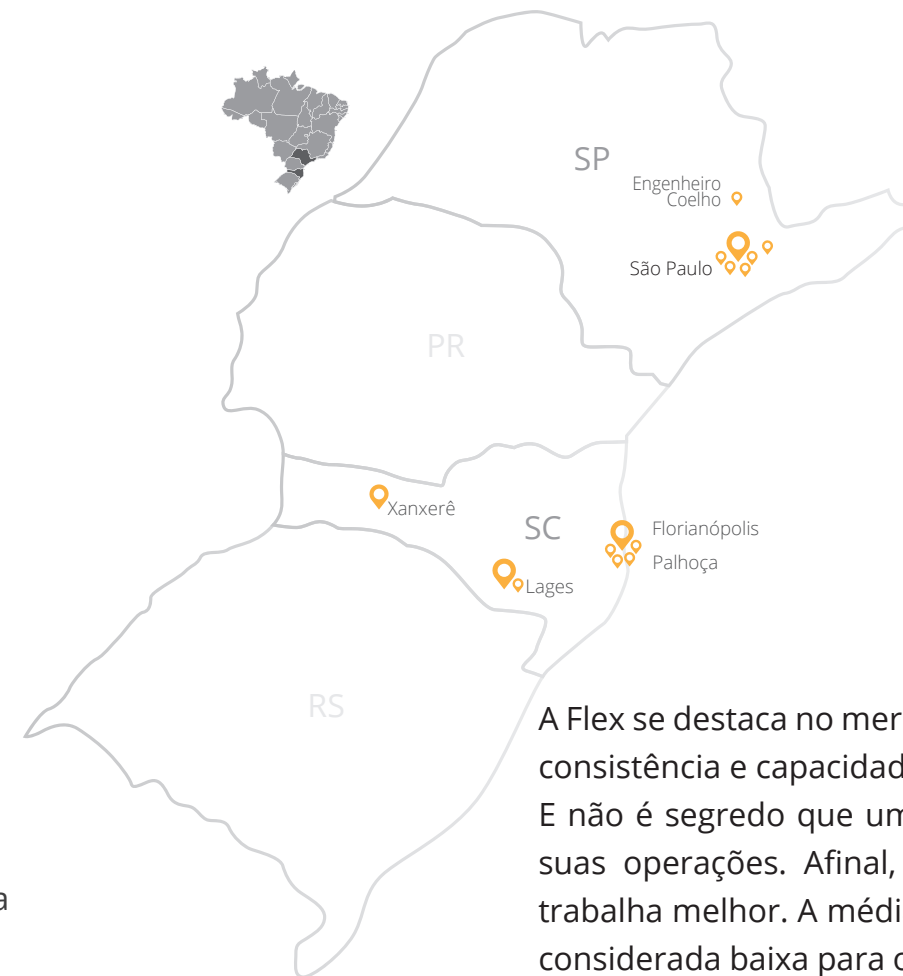 SP
Engenheiro
Coelho
São Paulo
PR
Xanxerê
SC
Florianópolis
Palhoça
Lages
RS
A Flex se destaca no mer
consistência e capacidad
E não é segredo que um
suas operações. Afinal,
trabalha melhor. A médi
considerada baixa para
a